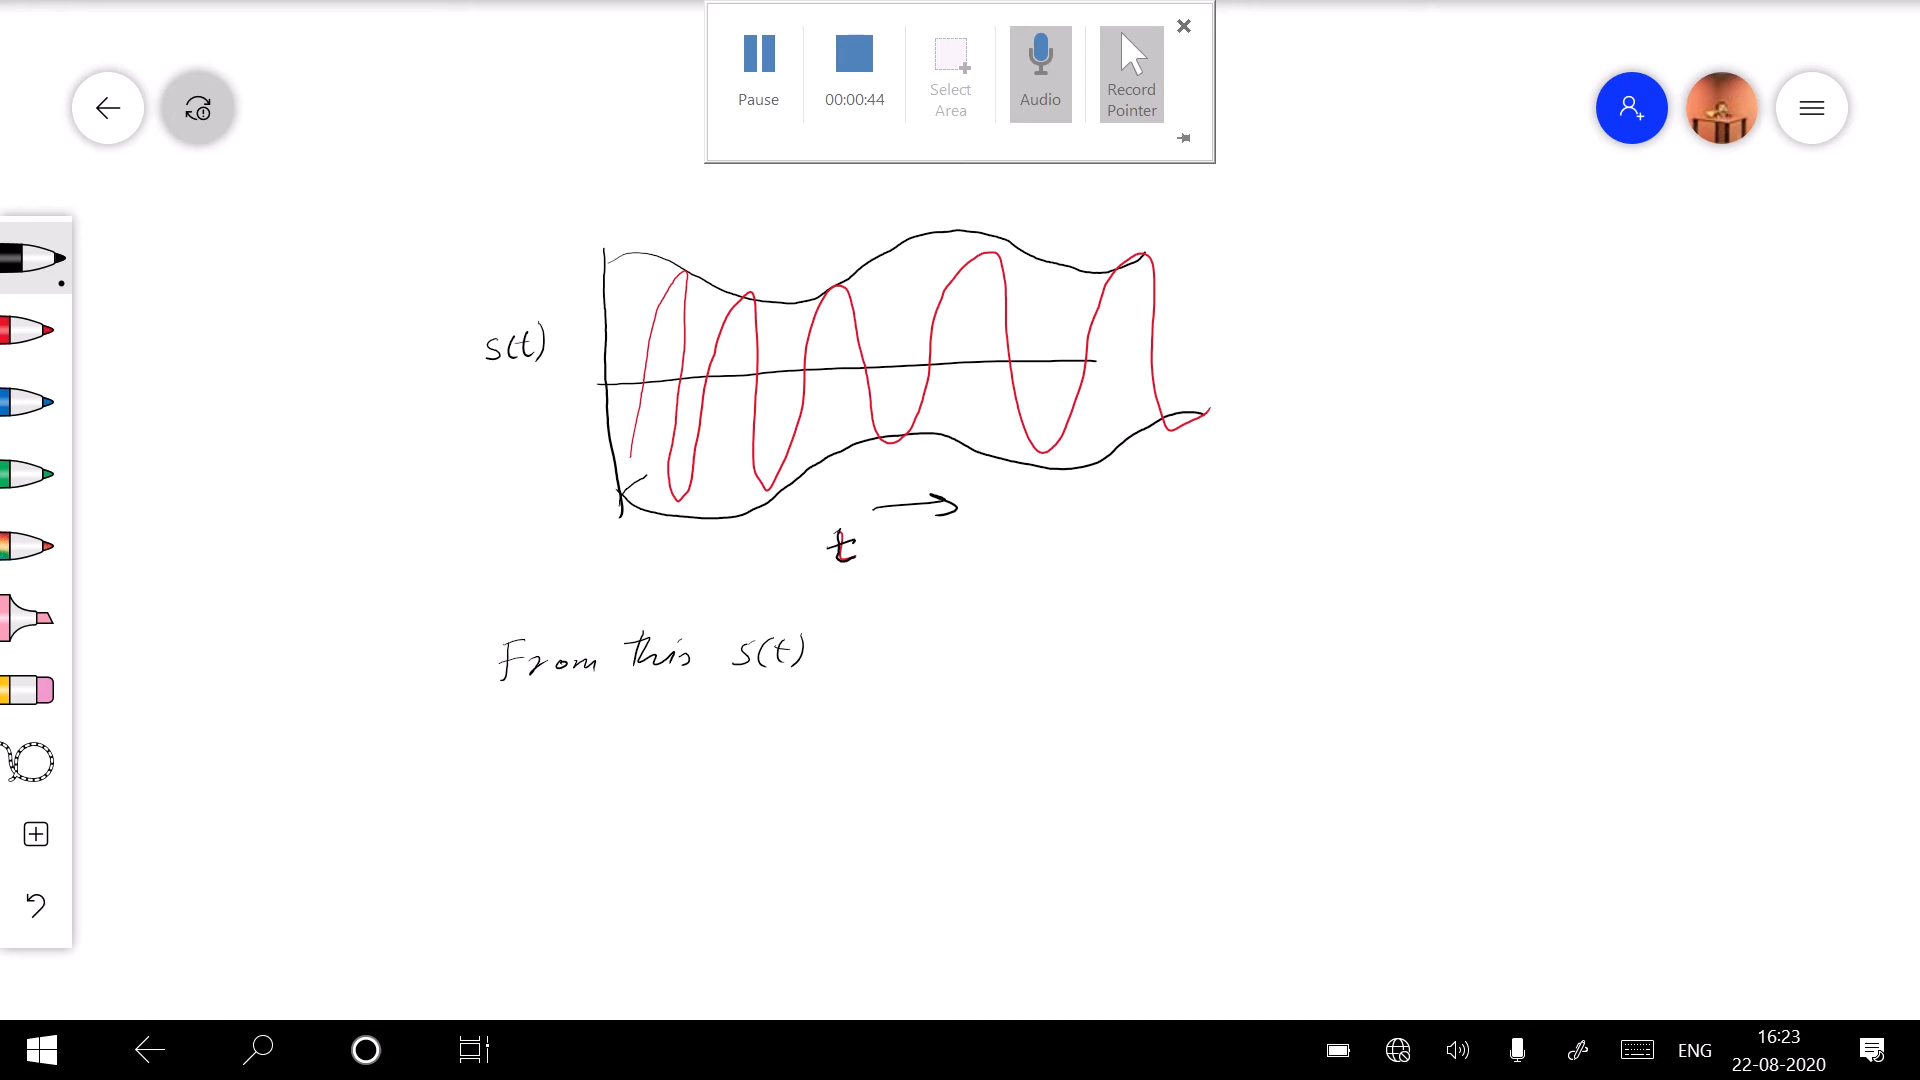 Pause
00:00:44
Select
Area
Audio
Record
Pointer
s(t)
t
From this s(t)
ENG
16:23
22-08-2020